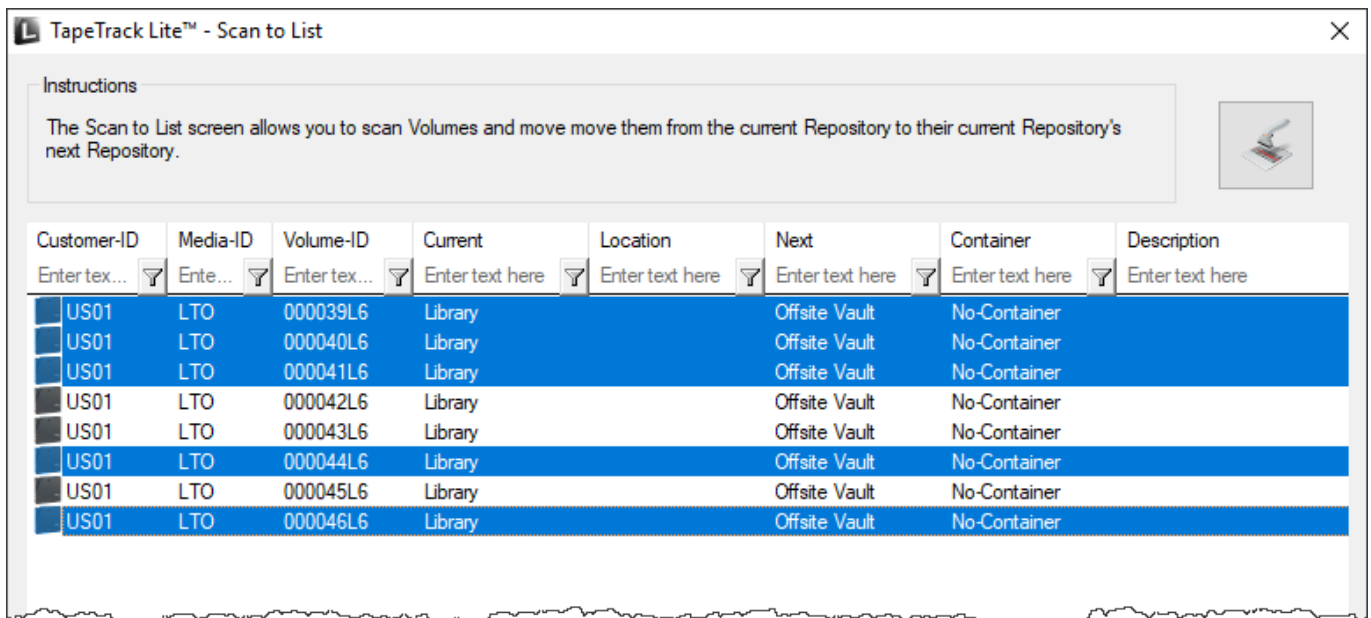 TapeTrack Lite™ - Scan to List
Instructions
The Scan to List screen allows you to scan Volumes and move move them from the current Repository to their current Repository's
next Repository.
Customer-ID Media-ID Volume-ID Current Location Next Container Description
Enter tex... Ente... Enter tex... Enter text here Enter text here Enter text here Enter text here Enter text here
US01 LTO 000039L6 Library Offsite Vault No-Container
US01 LTO 000040L6 Library Offsite Vault No-Container
US01 LTO 000041L6 Library Offsite Vault No-Container
US01 LTO 000042L6 Library Offsite Vault No-Container
US01 LTO 000043L6 Library Offsite Vault No-Container
US01 LTO 000044L6 Library Offsite Vault No-Container
US01 LTO 000045L6 Library Offsite Vault No-Container
US01 LTO 000046L6 Library Offsite Vault No-Container